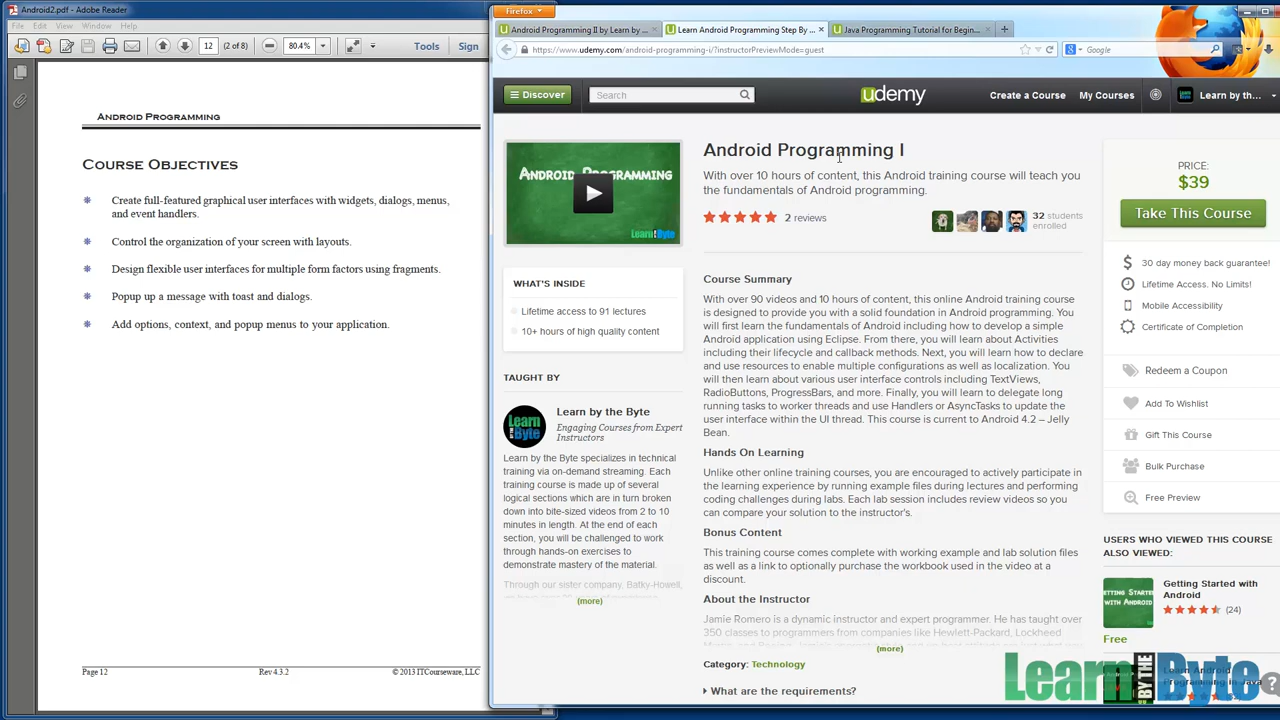 Android2.pdf - Adobe Reader
File Edit View Window Help
12 (2 of 8) 80.4% Tools Sign
ANDROID PROGRAMMING
COURSE OBJECTIVES
Create full-featured graphical user interfaces with widgets, dialogs, menus,
and event handlers.
Control the organization of your screen with layouts.
Design flexible user interfaces for multiple form factors using fragments.
Popup up a message with toast and dialogs.
Add options, context, and popup menus to your application.
Page 12 Rev 4.3.2 © 2013 ITCourseware, LLC
Firefox
Android Programming II by Learn by ... Learn Android Programming Step By ... Java Programming Tutorial for Begin...
https://www.udemy.com/android-programming-i/?instructorPreviewMode=guest Google
Discover Search udemy Create a Course My Courses Learn by th...
ANDROID PROGRAMMING
Learn Byte
Android Programming I
With over 10 hours of content, this Android training course will teach you
the fundamentals of Android programming.
2 reviews
32 students
enrolled
PRICE:
$39
Take This Course
30 day money back guarantee!
Lifetime Access. No Limits!
Mobile Accessibility
Certificate of Completion
Redeem a Coupon
Add To Wishlist
Gift This Course
Bulk Purchase
Free Preview
WHAT'S INSIDE
Lifetime access to 91 lectures
10+ hours of high quality content
TAUGHT BY
Learn by the Byte
Engaging Courses from Expert
Instructors
Learn by the Byte specializes in technical
training via on-demand streaming. Each
training course is made up of several
logical sections which are in turn broken
down into bite-sized videos from 2 to 10
minutes in length. At the end of each
section, you will be challenged to work
through hands-on exercises to
demonstrate mastery of the material.
Through our sister company, Batky-Howell,
(more)
Course Summary
With over 90 videos and 10 hours of content, this online Android training course
is designed to provide you with a solid foundation in Android programming. You
will first learn the fundamentals of Android including how to develop a simple
Android application using Eclipse. From there, you will learn about Activities
including their lifecycle and callback methods. Next, you will learn how to declare
and use resources to enable multiple configurations as well as localization. You
will then learn about various user interface controls including TextViews,
RadioButtons, ProgressBars, and more. Finally, you will learn to delegate long
running tasks to worker threads and use Handlers or AsyncTasks to update the
user interface within the UI thread. This course is current to Android 4.2 – Jelly
Bean.
Hands On Learning
Unlike other online training courses, you are encouraged to actively participate in
the learning experience by running example files during lectures and performing
coding challenges during labs. Each lab session includes review videos so you
can compare your solution to the instructor's.
Bonus Content
This training course comes complete with working example and lab solution files
as well as a link to optionally purchase the workbook used in the video at a
discount.
About the Instructor
Jamie Romero is a dynamic instructor and expert programmer. He has taught over
350 classes to programmers from companies like Hewlett-Packard, Lockheed
(more)
Category: Technology
What are the requirements?
USERS WHO VIEWED THIS COURSE
ALSO VIEWED:
Getting Started with
Android
(24)
Free
Learn Android
Programming in Java
Learn BY THE Byte